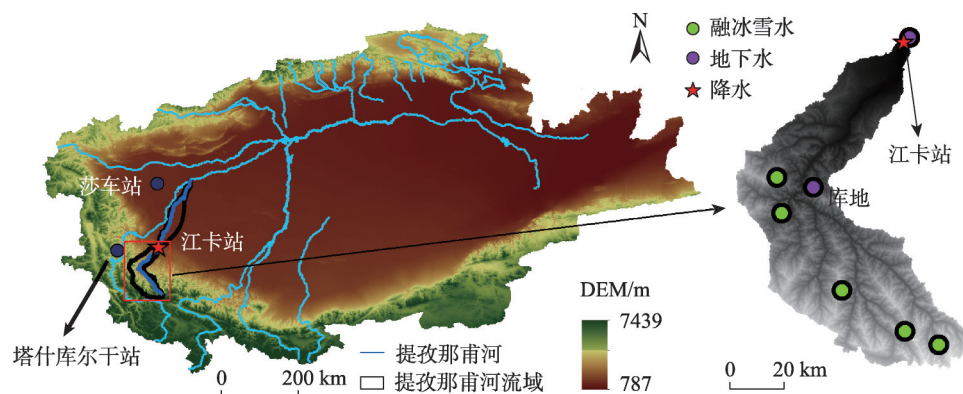 N
融冰雪水
地下水
降水
江卡站
莎车站
库地
江卡站
DEM/m
7439
787
塔什库尔干站
提孜那甫河
提孜那甫河流域
0 200 km
0 20 km